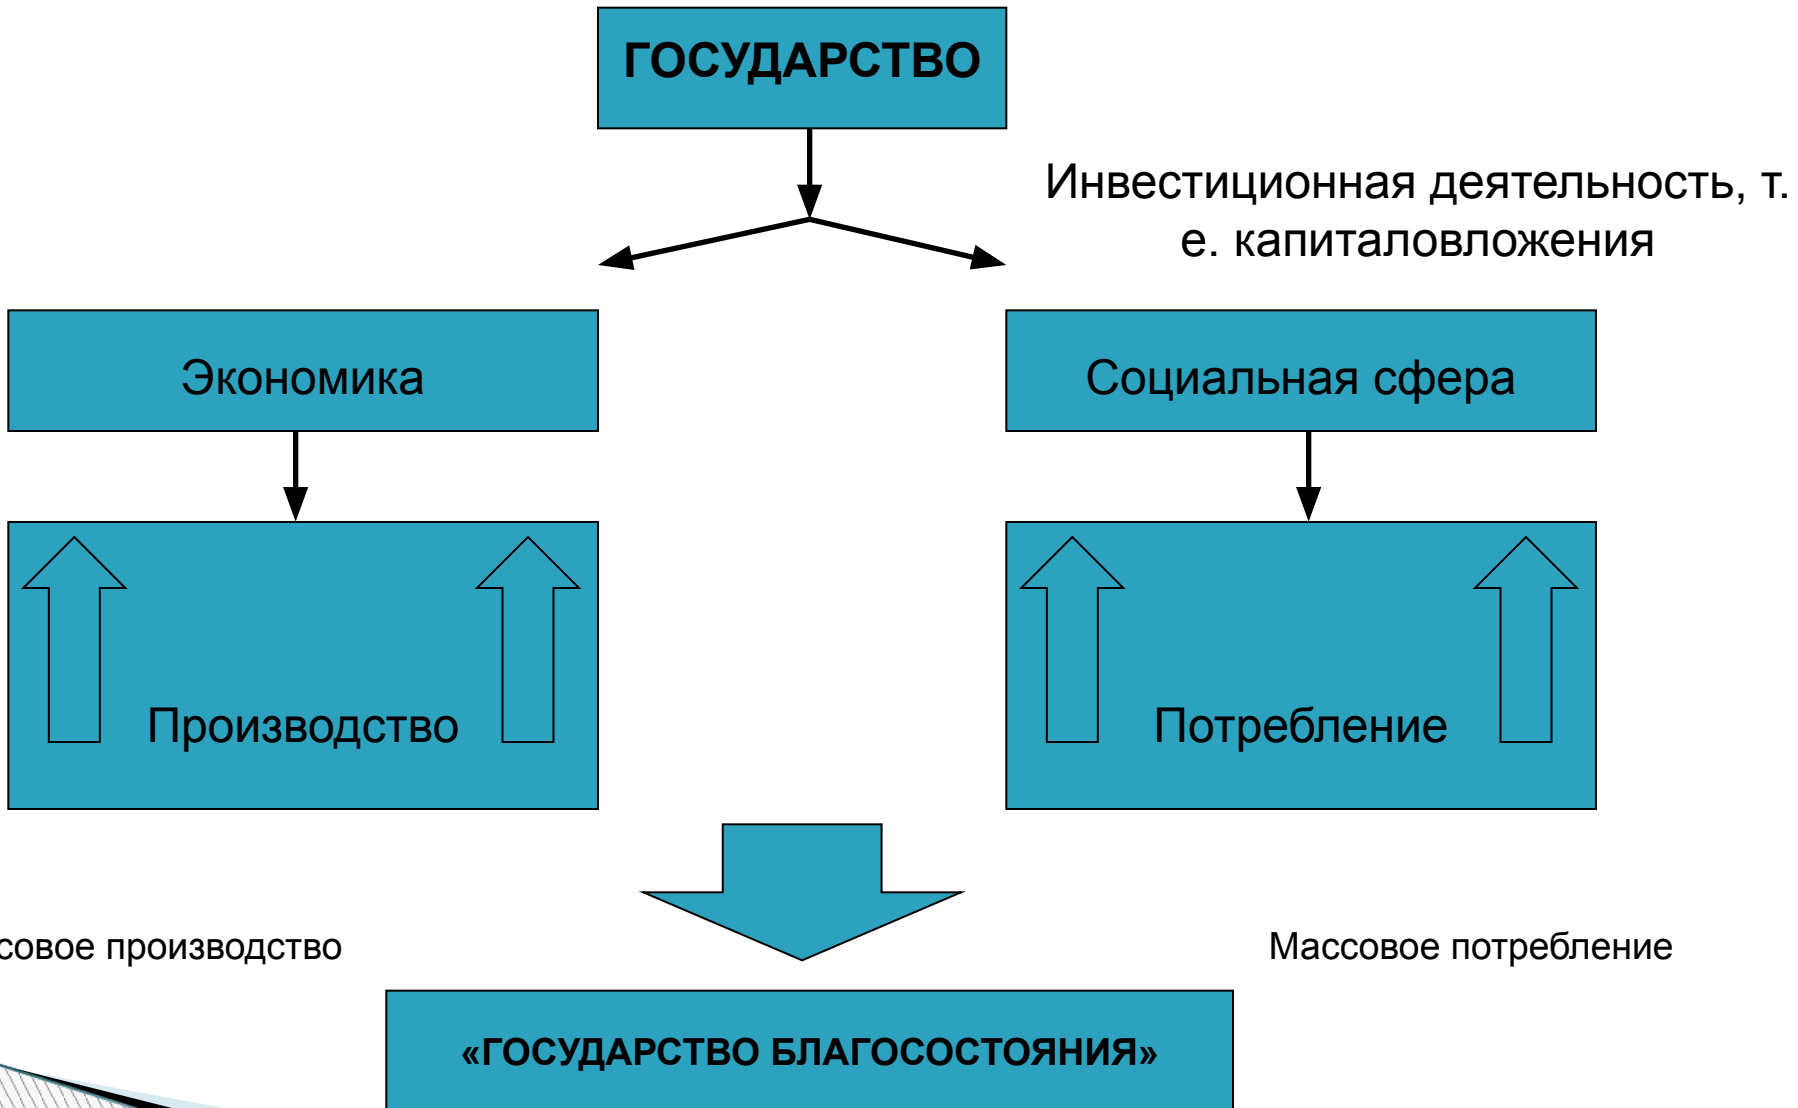 ГОСУДАРСТВО
Инвестиционная деятельность, т.
е. капиталовложения
Экономика
Социальная сфера
Производство
Потребление
совое производство
Массовое потребление
«ГОСУДАРСТВО БЛАГОСОСТОЯНИЯ»